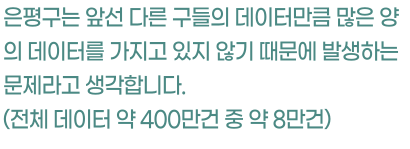 은평구는 앞선 다른 구들의 데이터만큼 많은 양
의 데이터를 가지고 있지 않기 때문에 발생하는
문제라고 생각합니다.
(전체 데이터 약 400만건 중 약 8만건)